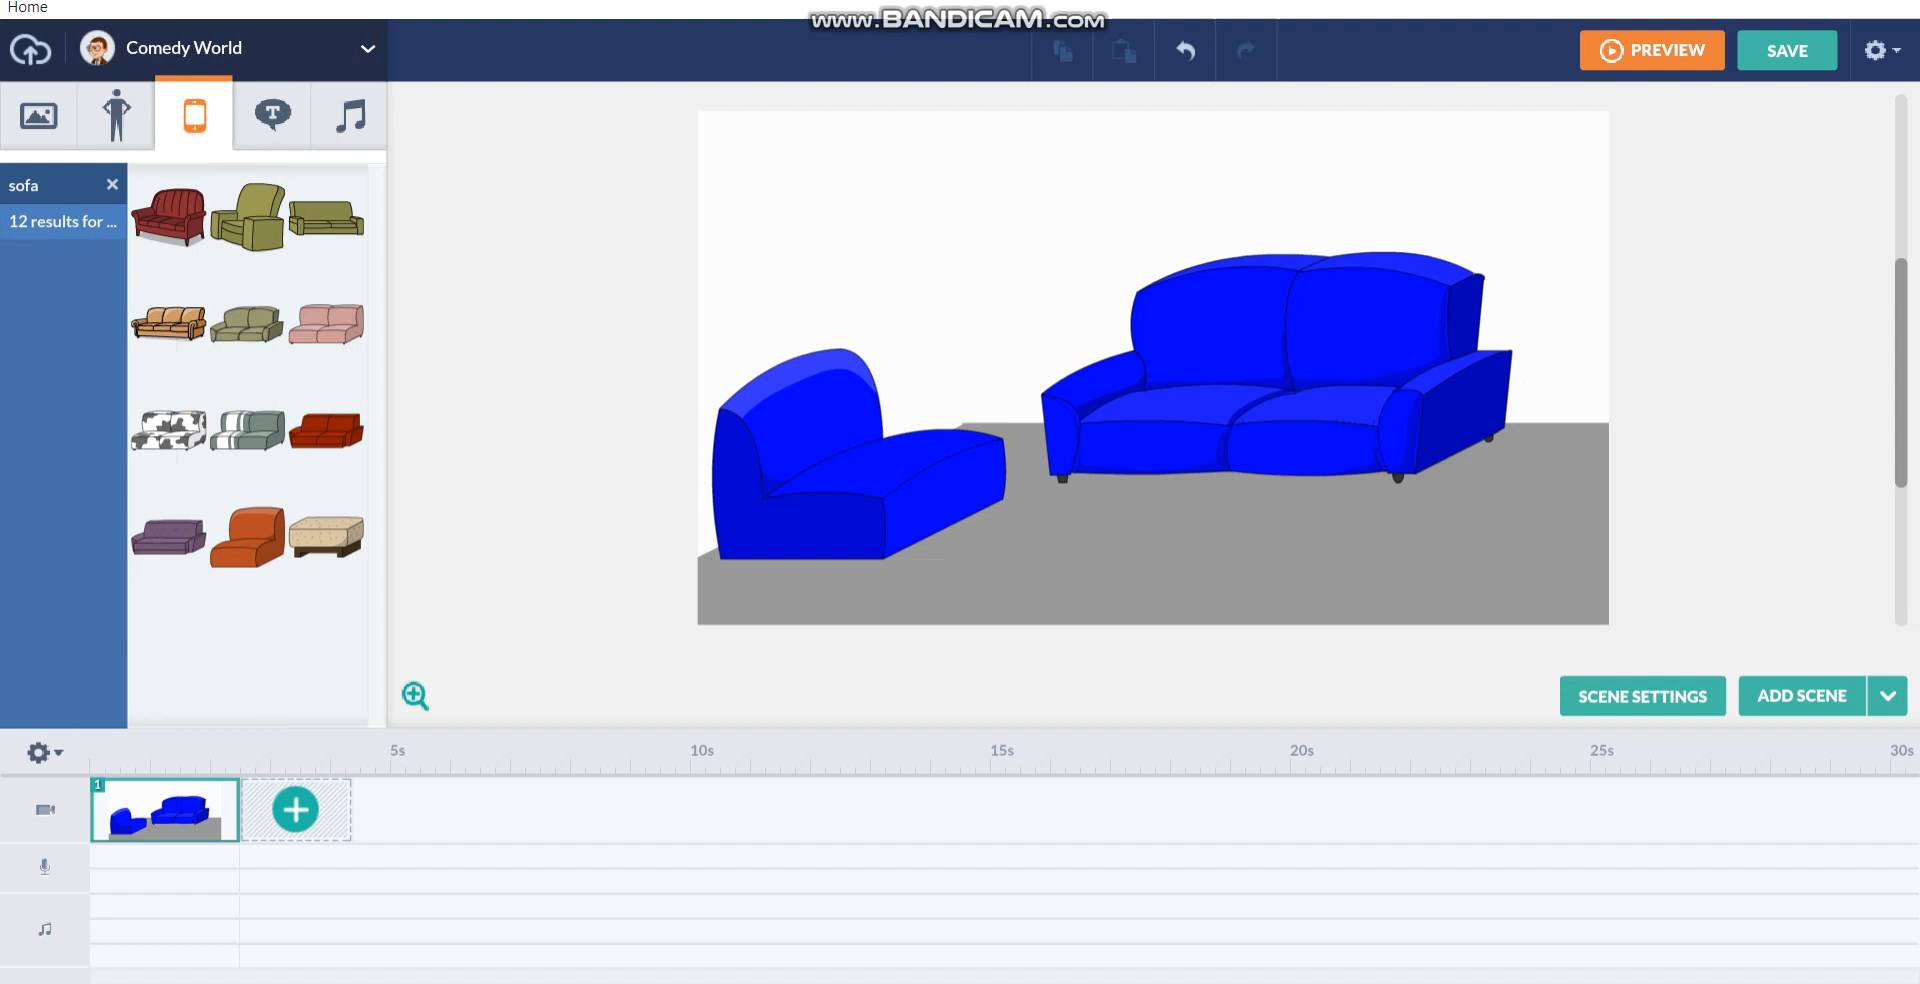 Home
www.BANDICAM.com
Comedy World
PREVIEW
SAVE
T
sofa
12 results for ...
SCENE SETTINGS
ADD SCENE
5s
10s
15s
20s
25s
30s
1